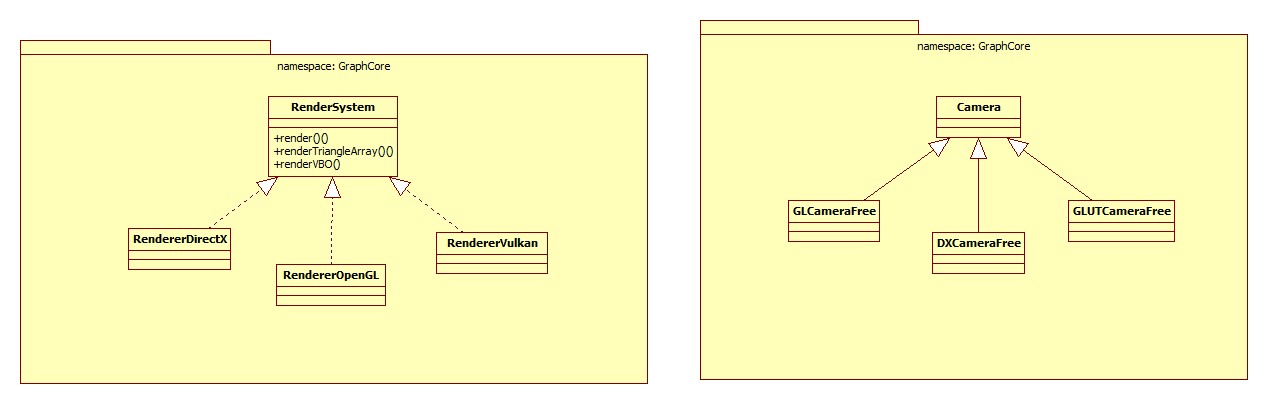 namespace: GraphCore
RenderSystem
+render()()
+renderTriangleArray()()
+renderVBO()
RendererDirectX
RendererOpenGL
RendererVulkan
namespace: GraphCore
Camera
GLCameraFree
DXCameraFree
GLUTCameraFree